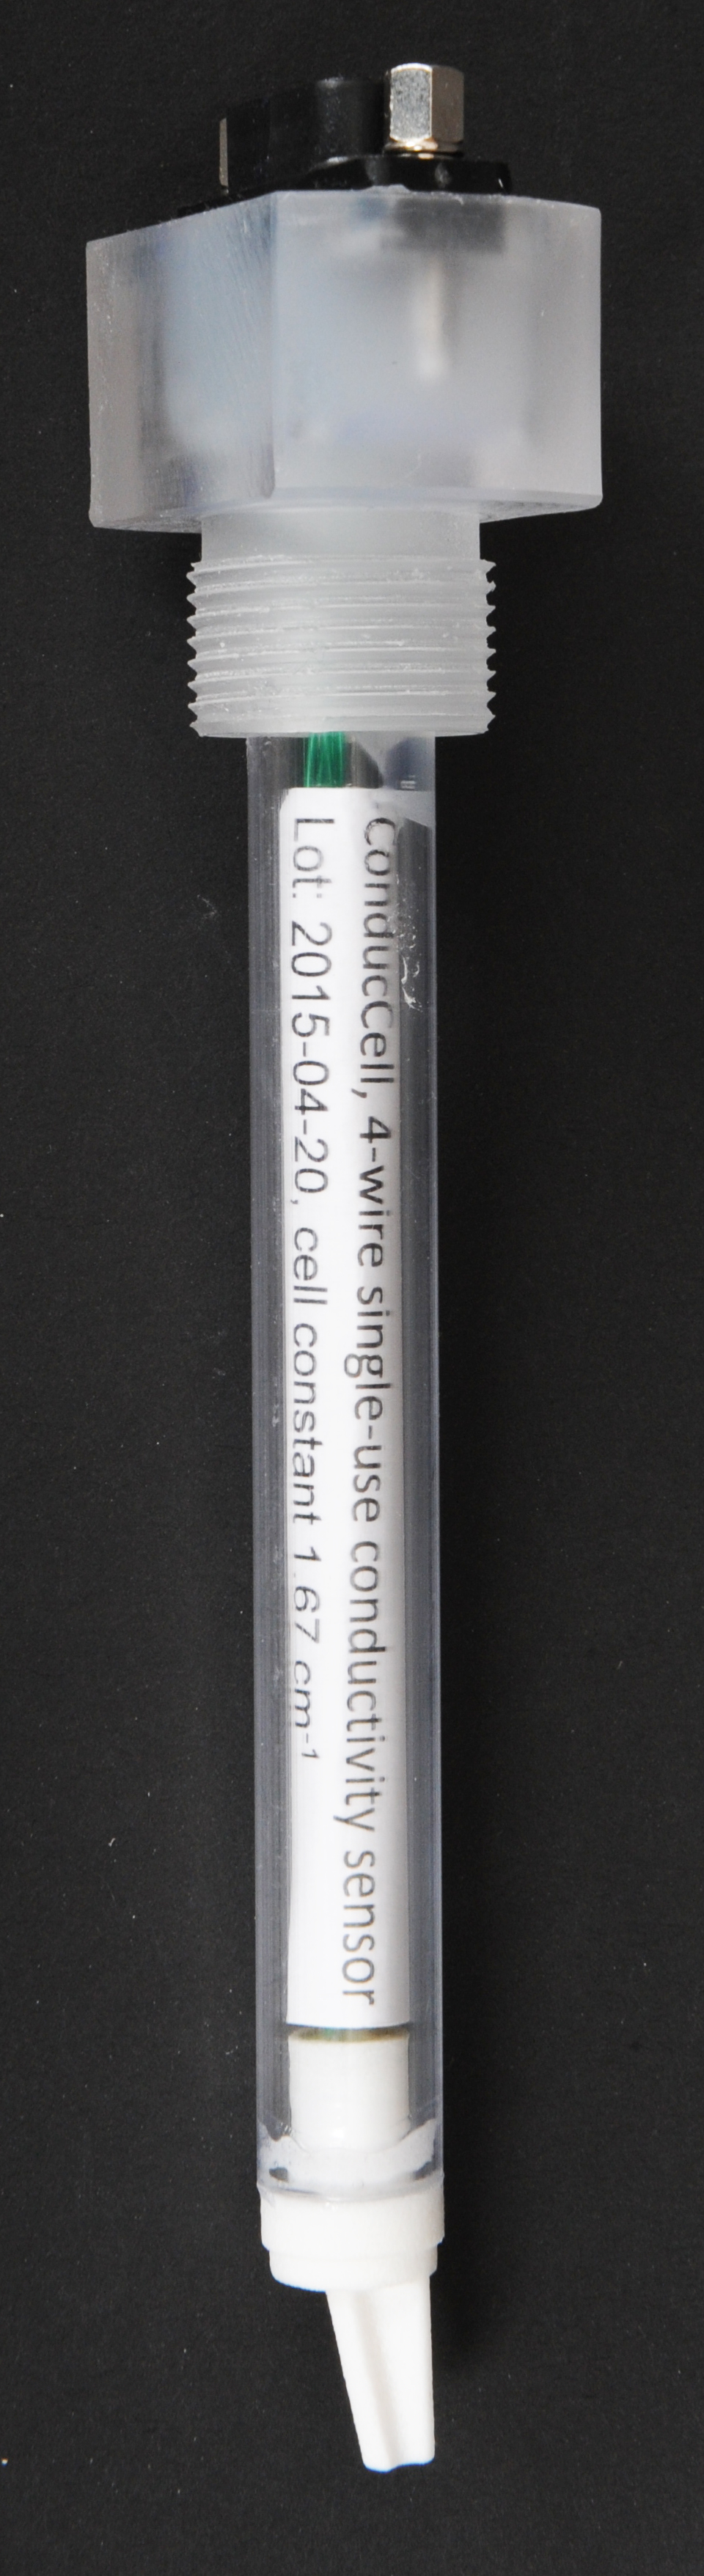 ConducCell, 4-wire single-use conductivity sensor
Lot: 2015-04-20, cell constant 1.67 cm⁻¹